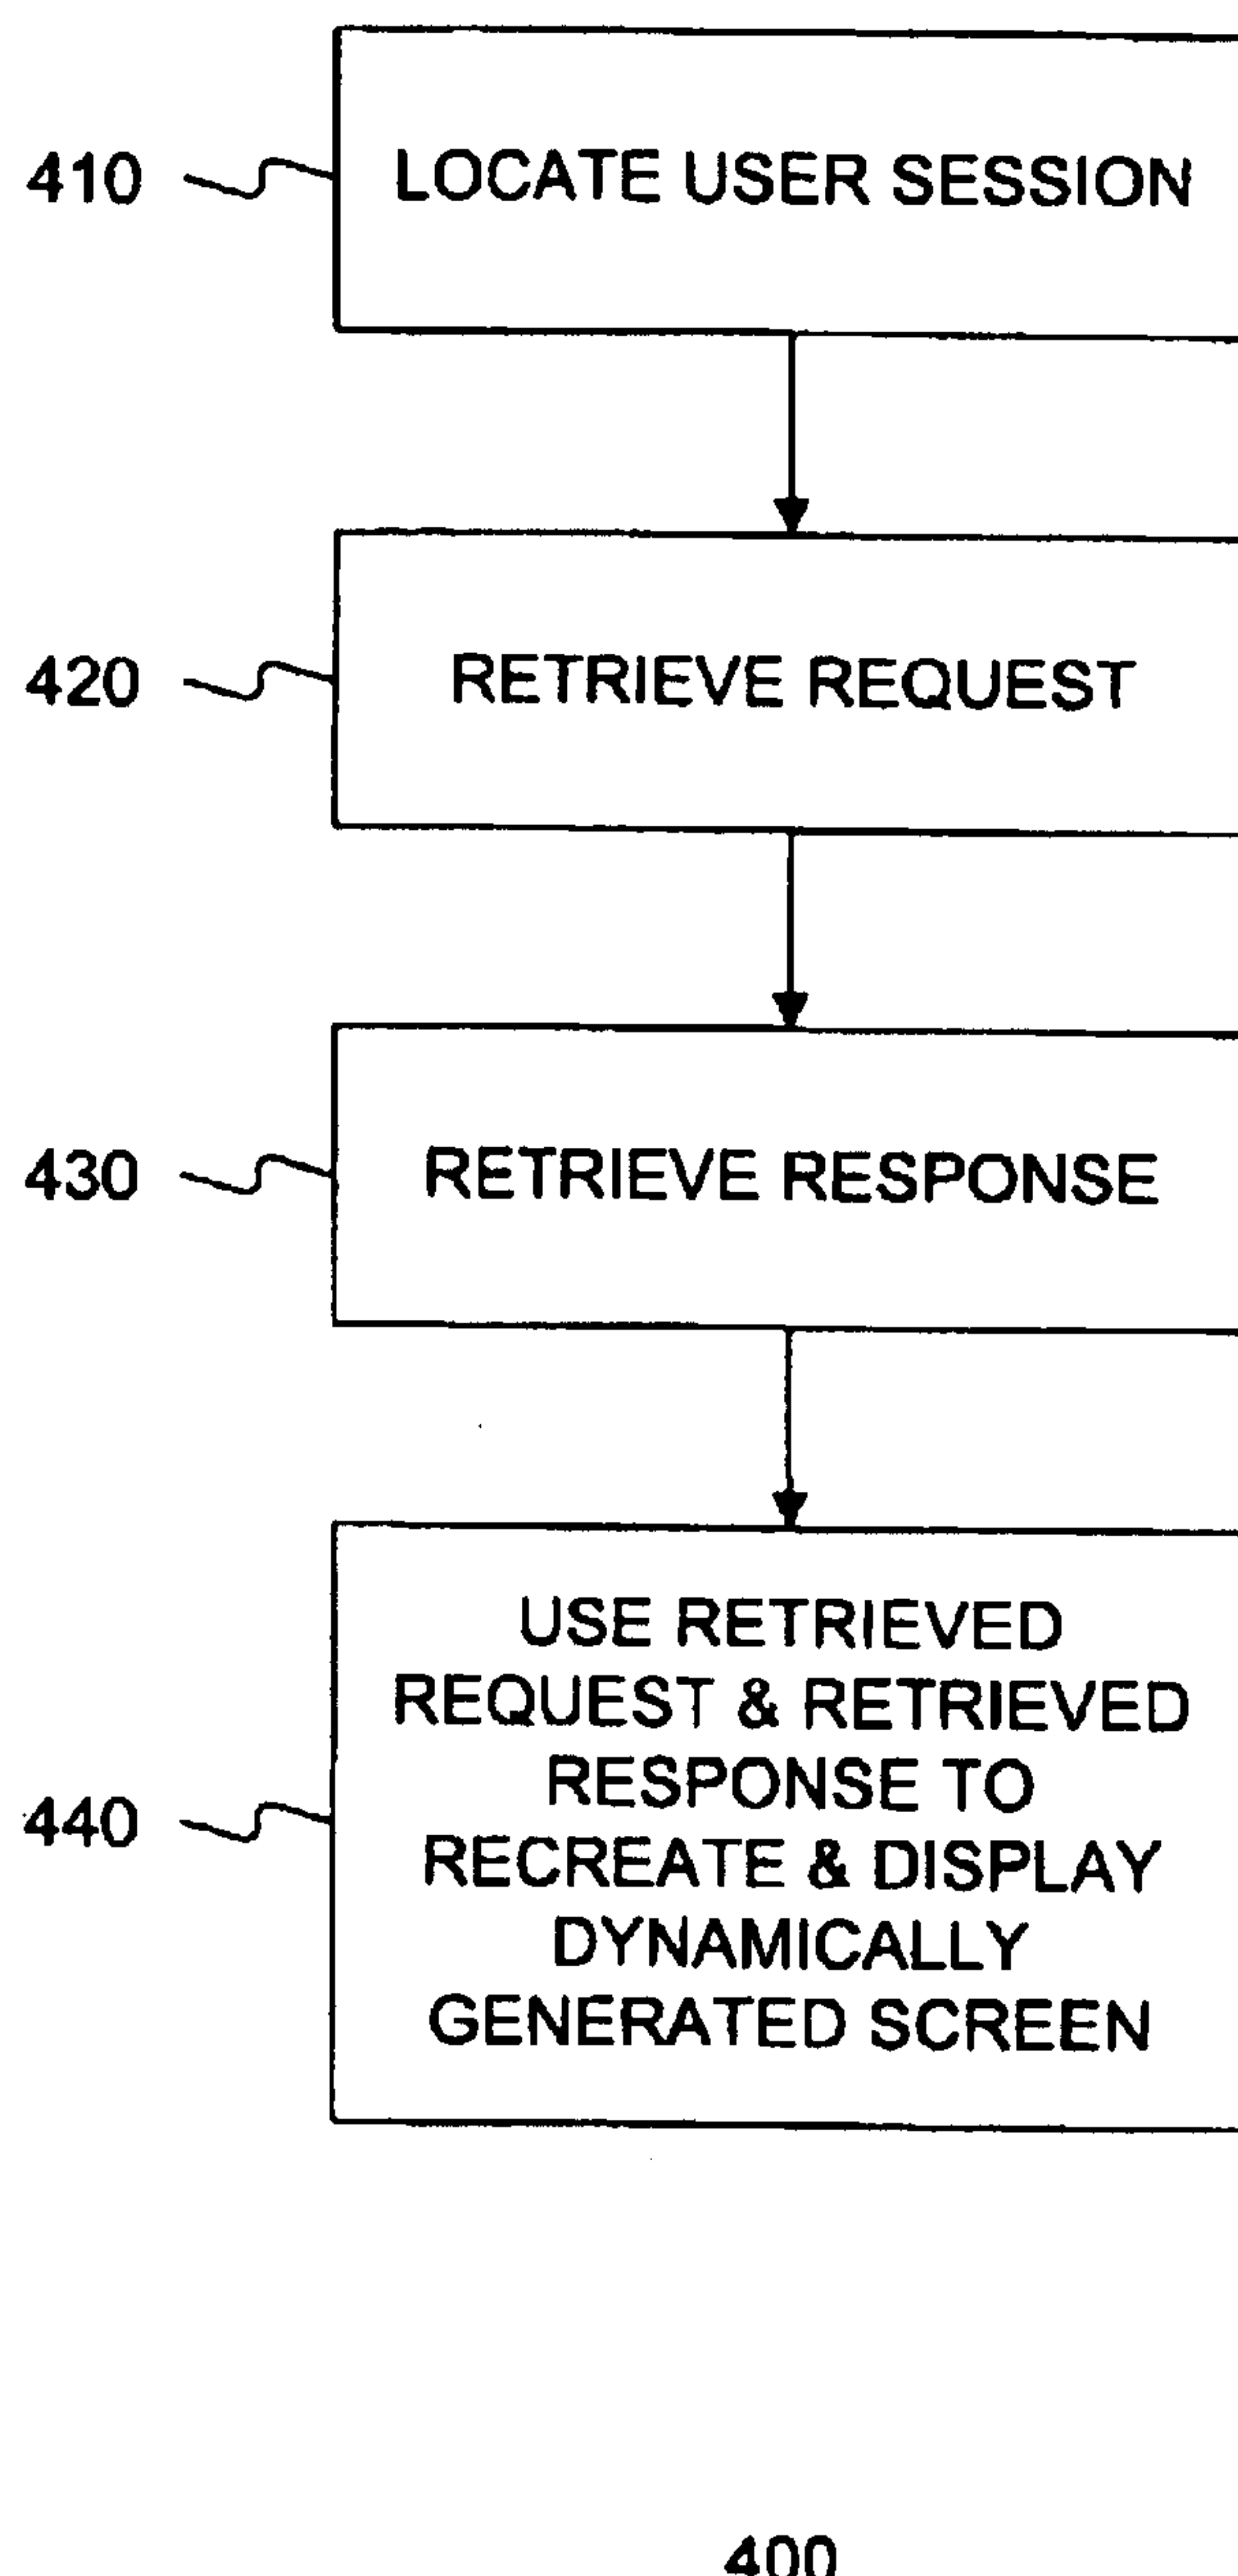 410 LOCATE USER SESSION
420 RETRIEVE REQUEST
430 RETRIEVE RESPONSE
USE RETRIEVED
REQUEST & RETRIEVED
RESPONSE TO
440 RECREATE & DISPLAY
DYNAMICALLY
GENERATED SCREEN
400